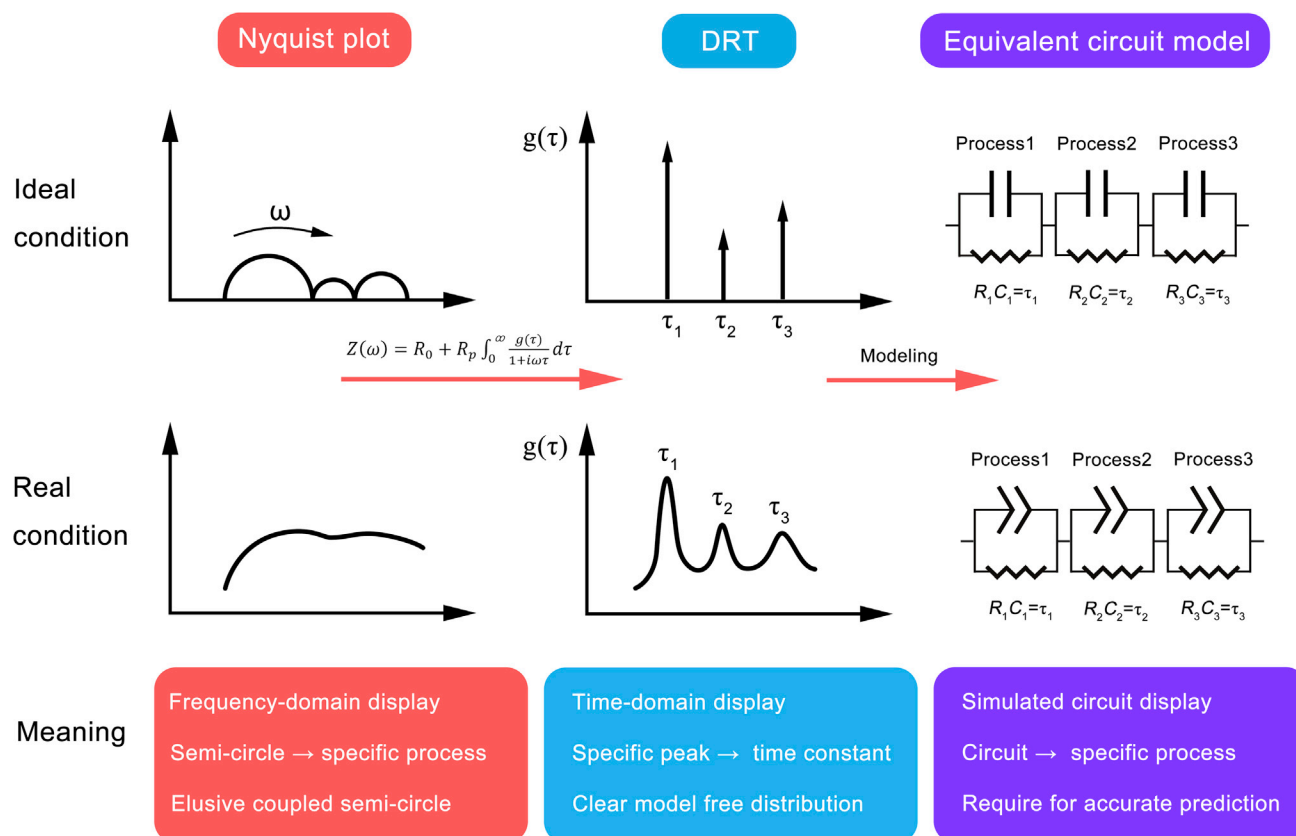 Nyquist plot
DRT
Equivalent circuit model
Ideal
condition
ω
g(τ)
τ₁
τ₂
τ₃
Process1 Process2 Process3
R₁C₁=τ₁ R₂C₂=τ₂ R₃C₃=τ₃
Z(ω) = R₀ + R_p ∫₀^∞ g(τ)/(1+iωτ) dτ
Modeling
Real
condition
g(τ)
τ₁
τ₂
τ₃
Process1 Process2 Process3
R₁C₁=τ₁ R₂C₂=τ₂ R₃C₃=τ₃
Meaning
Frequency-domain display
Semi-circle → specific process
Elusive coupled semi-circle
Time-domain display
Specific peak → time constant
Clear model free distribution
Simulated circuit display
Circuit → specific process
Require for accurate prediction